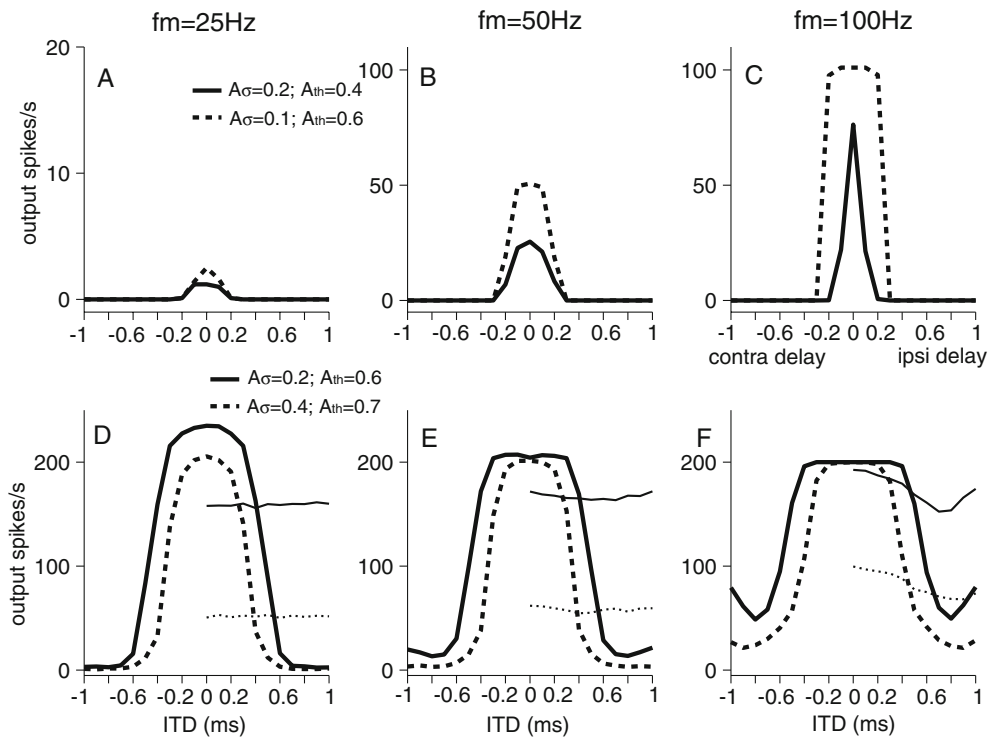 fm=25Hz
fm=50Hz
fm=100Hz
output spikes/s
20
10
0
A
Aσ=0.2; Ath=0.4
Aσ=0.1; Ath=0.6
-1 -0.6 -0.2 0 0.2 0.6 1
100
50
0
B
-1 -0.6 -0.2 0 0.2 0.6 1
100
50
0
C
-1 -0.6 -0.2 0 0.2 0.6 1
contra delay
ipsi delay
Aσ=0.2; Ath=0.6
Aσ=0.4; Ath=0.7
output spikes/s
200
100
0
D
-1 -0.6 -0.2 0 0.2 0.6 1
ITD (ms)
200
100
0
E
-1 -0.6 -0.2 0 0.2 0.6 1
ITD (ms)
200
100
0
F
-1 -0.6 -0.2 0 0.2 0.6 1
ITD (ms)